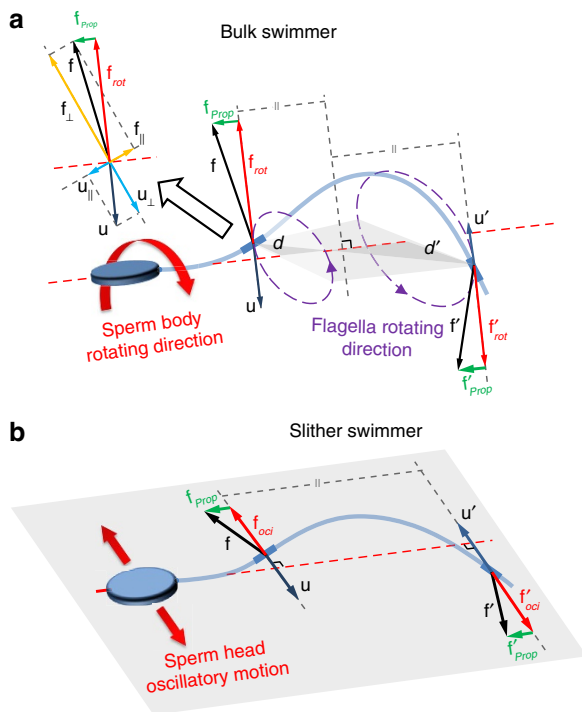 a
Bulk swimmer
f_Prop
f
f_rot
f_⊥
f_||
u_||
u_⊥
u
f_Prop
f
f_rot
||
||
d
d′
u
u′
f′
f′_rot
f′_Prop
Sperm body
rotating direction
Flagella rotating
direction
b
Slither swimmer
f_Prop
f_oci
f
u
||
u′
f′
f′_oci
f′_Prop
Sperm head
oscillatory motion